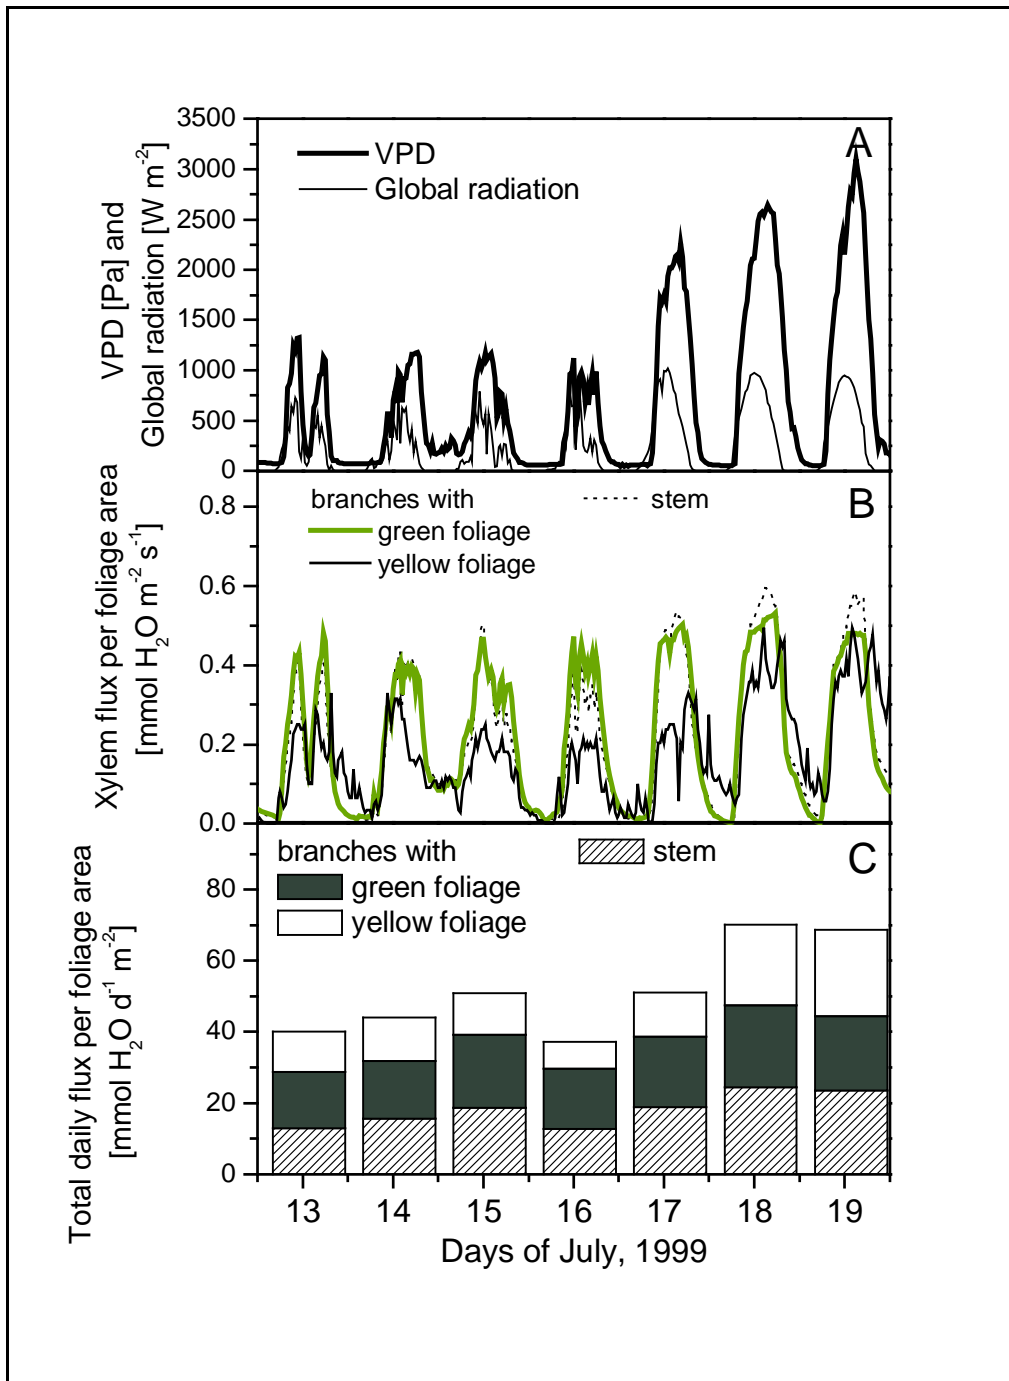 A
VPD
Global radiation
3500
3000
2500
2000
1500
1000
500
0
VPD [Pa] and
Global radiation [W m⁻²]
branches with
stem
B
green foliage
yellow foliage
0.8
0.6
0.4
0.2
0.0
Xylem flux per foliage area
[mmol H₂O m⁻² s⁻¹]
branches with
stem
C
green foliage
yellow foliage
80
60
40
20
0
Total daily flux per foliage area
[mmol H₂O d⁻¹ m⁻²]
13 14 15 16 17 18 19
Days of July, 1999